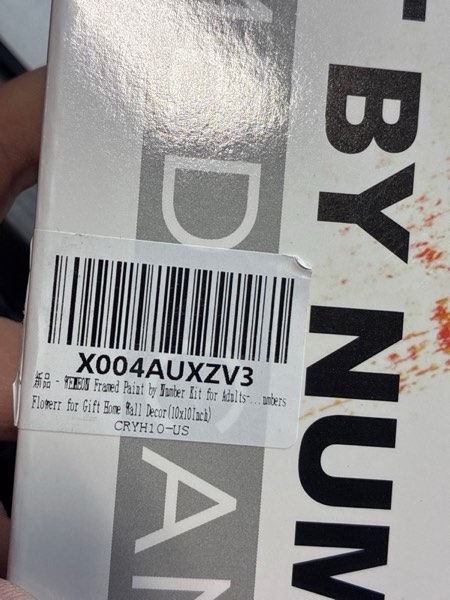 BY NUM
D
A
X004AUXZV3
新品 - WEMBON Framed Paint by Number Kit for Adults-...umbers
Flowerr for Gift Home Wall Decor(10x10Inch)
CRYH10-US